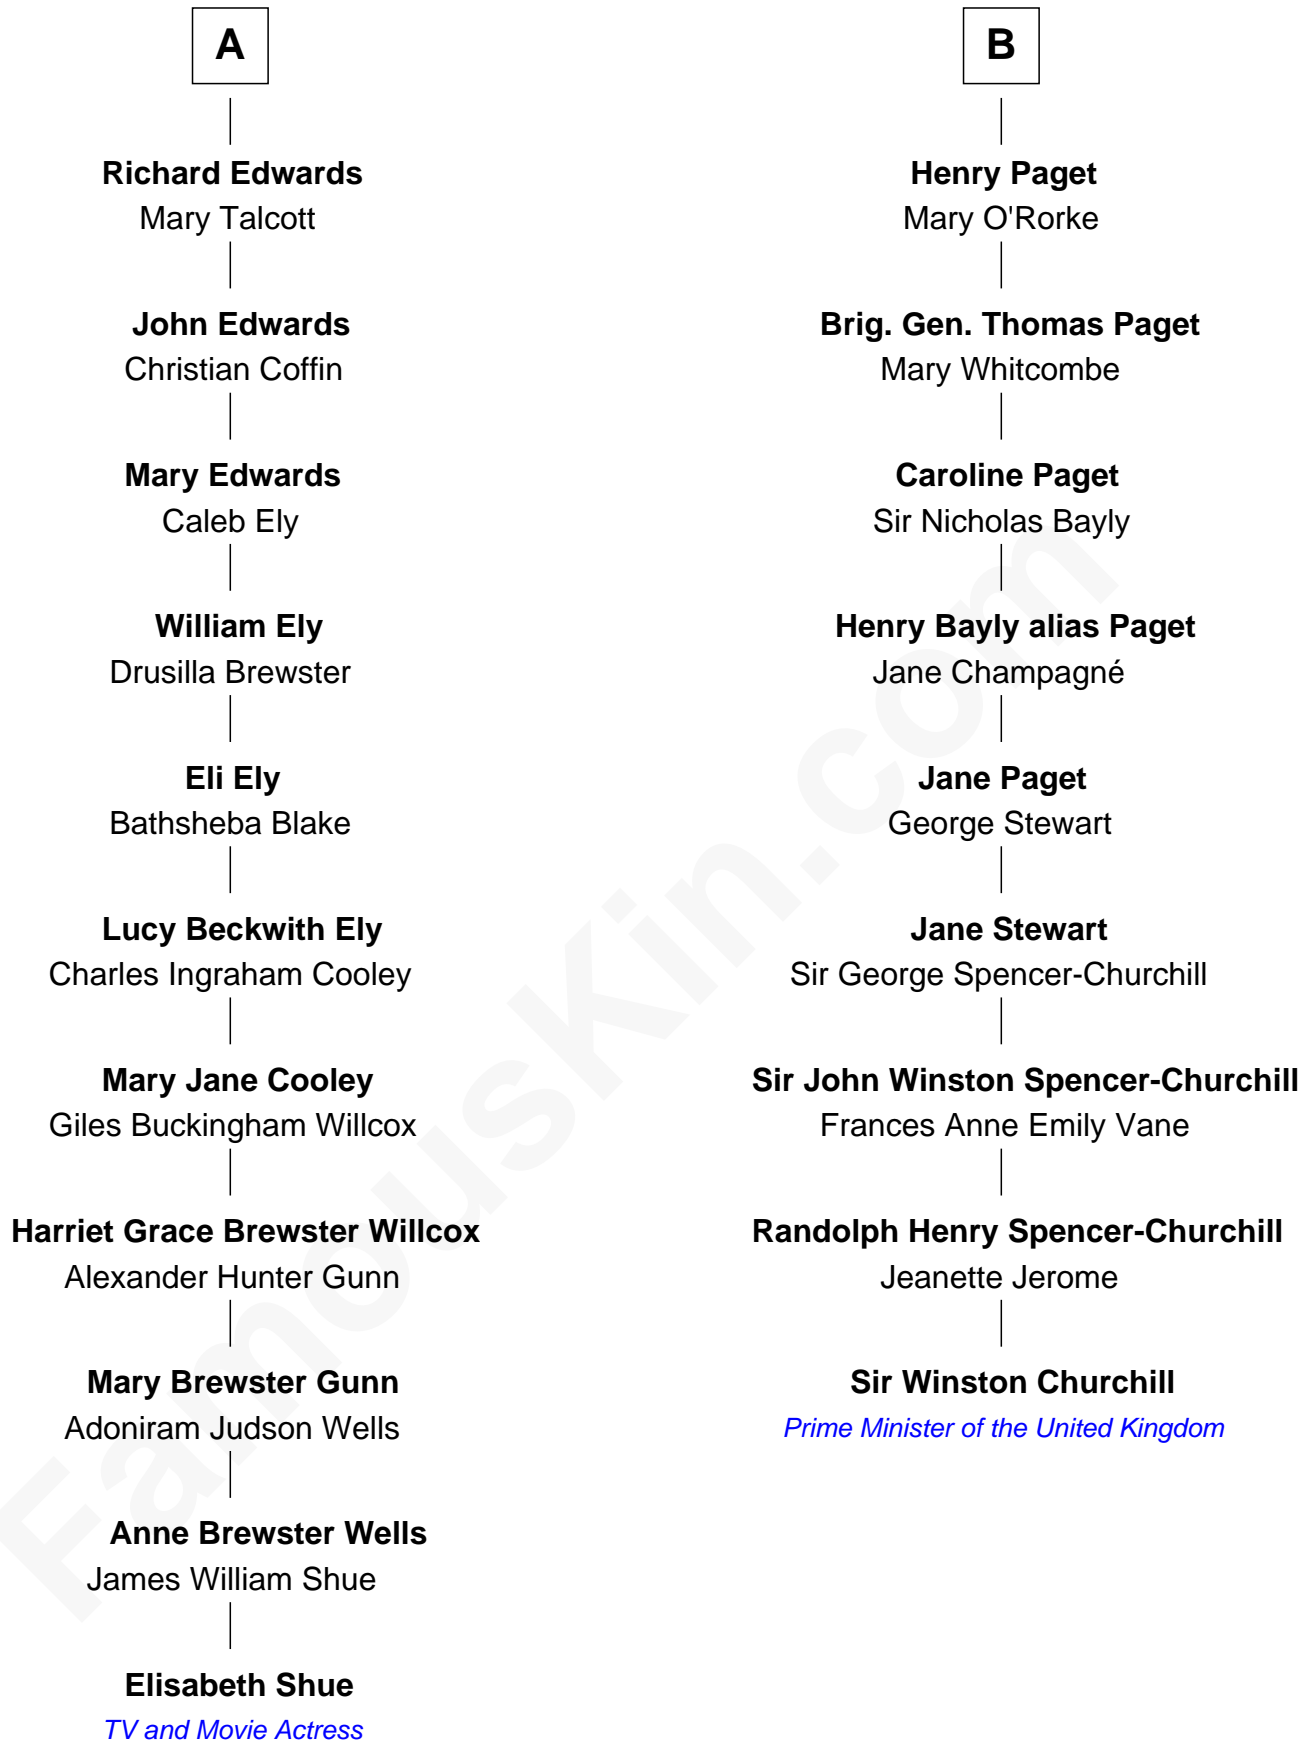 A
Richard Edwards
Mary Talcott
John Edwards
Christian Coffin
Mary Edwards
Caleb Ely
William Ely
Drusilla Brewster
Eli Ely
Bathsheba Blake
Lucy Beckwith Ely
Charles Ingraham Cooley
Mary Jane Cooley
Giles Buckingham Willcox
Harriet Grace Brewster Willcox
Alexander Hunter Gunn
Mary Brewster Gunn
Adoniram Judson Wells
Anne Brewster Wells
James William Shue
Elisabeth Shue
TV and Movie Actress
B
Henry Paget
Mary O'Rorke
Brig. Gen. Thomas Paget
Mary Whitcombe
Caroline Paget
Sir Nicholas Bayly
Henry Bayly alias Paget
Jane Champagné
Jane Paget
George Stewart
Jane Stewart
Sir George Spencer-Churchill
Sir John Winston Spencer-Churchill
Frances Anne Emily Vane
Randolph Henry Spencer-Churchill
Jeanette Jerome
Sir Winston Churchill
Prime Minister of the United Kingdom
FamousKin.com